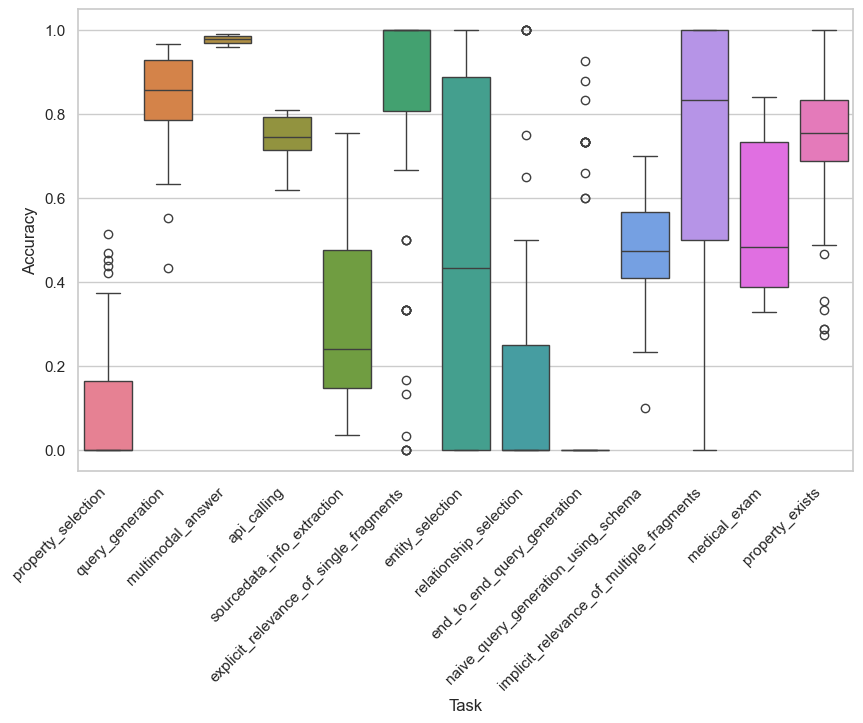 1.0
0.8
0.6
0.4
0.2
0.0
Accuracy
property_selection
query_generation
multimodal_answer
api_calling
sourcedata_info_extraction
explicit_relevance_of_single_fragments
entity_selection
relationship_selection
end_to_end_query_generation
naive_query_generation_using_schema
implicit_relevance_of_multiple_fragments
medical_exam
property_exists
Task